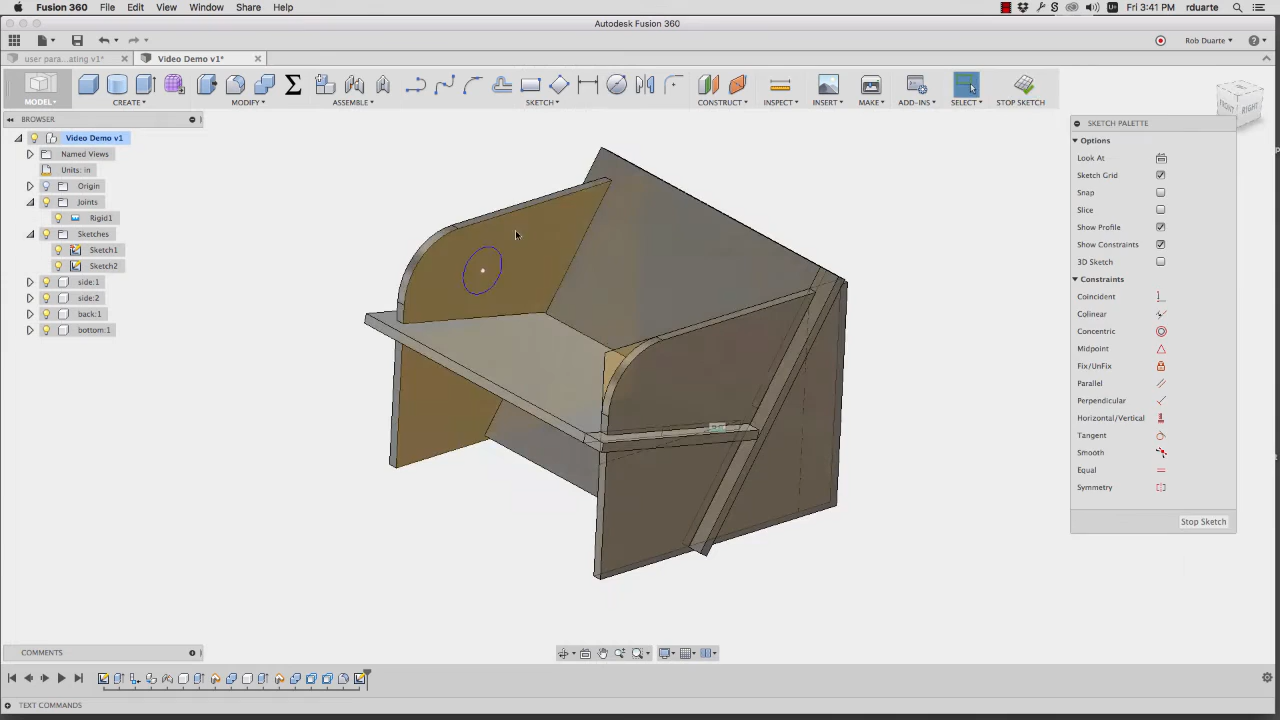 Fusion 360 File Edit View Window Share Help Fri 3:41 PM rduarte
Autodesk Fusion 360
Rob Duarte
user para...ating v1* Video Demo v1*
MODEL CREATE MODIFY ASSEMBLE SKETCH CONSTRUCT INSPECT INSERT MAKE ADD-INS SELECT STOP SKETCH
BROWSER
Video Demo v1
Named Views
Units: in
Origin
Joints
Rigid1
Sketches
Sketch1
Sketch2
side:1
side:2
back:1
bottom:1
RIGHT
SKETCH PALETTE
Options
Look At
Sketch Grid
Snap
Slice
Show Profile
Show Constraints
3D Sketch
Constraints
Coincident
Colinear
Concentric
Midpoint
Fix/UnFix
Parallel
Perpendicular
Horizontal/Vertical
Tangent
Smooth
Equal
Symmetry
Stop Sketch
COMMENTS
TEXT COMMANDS